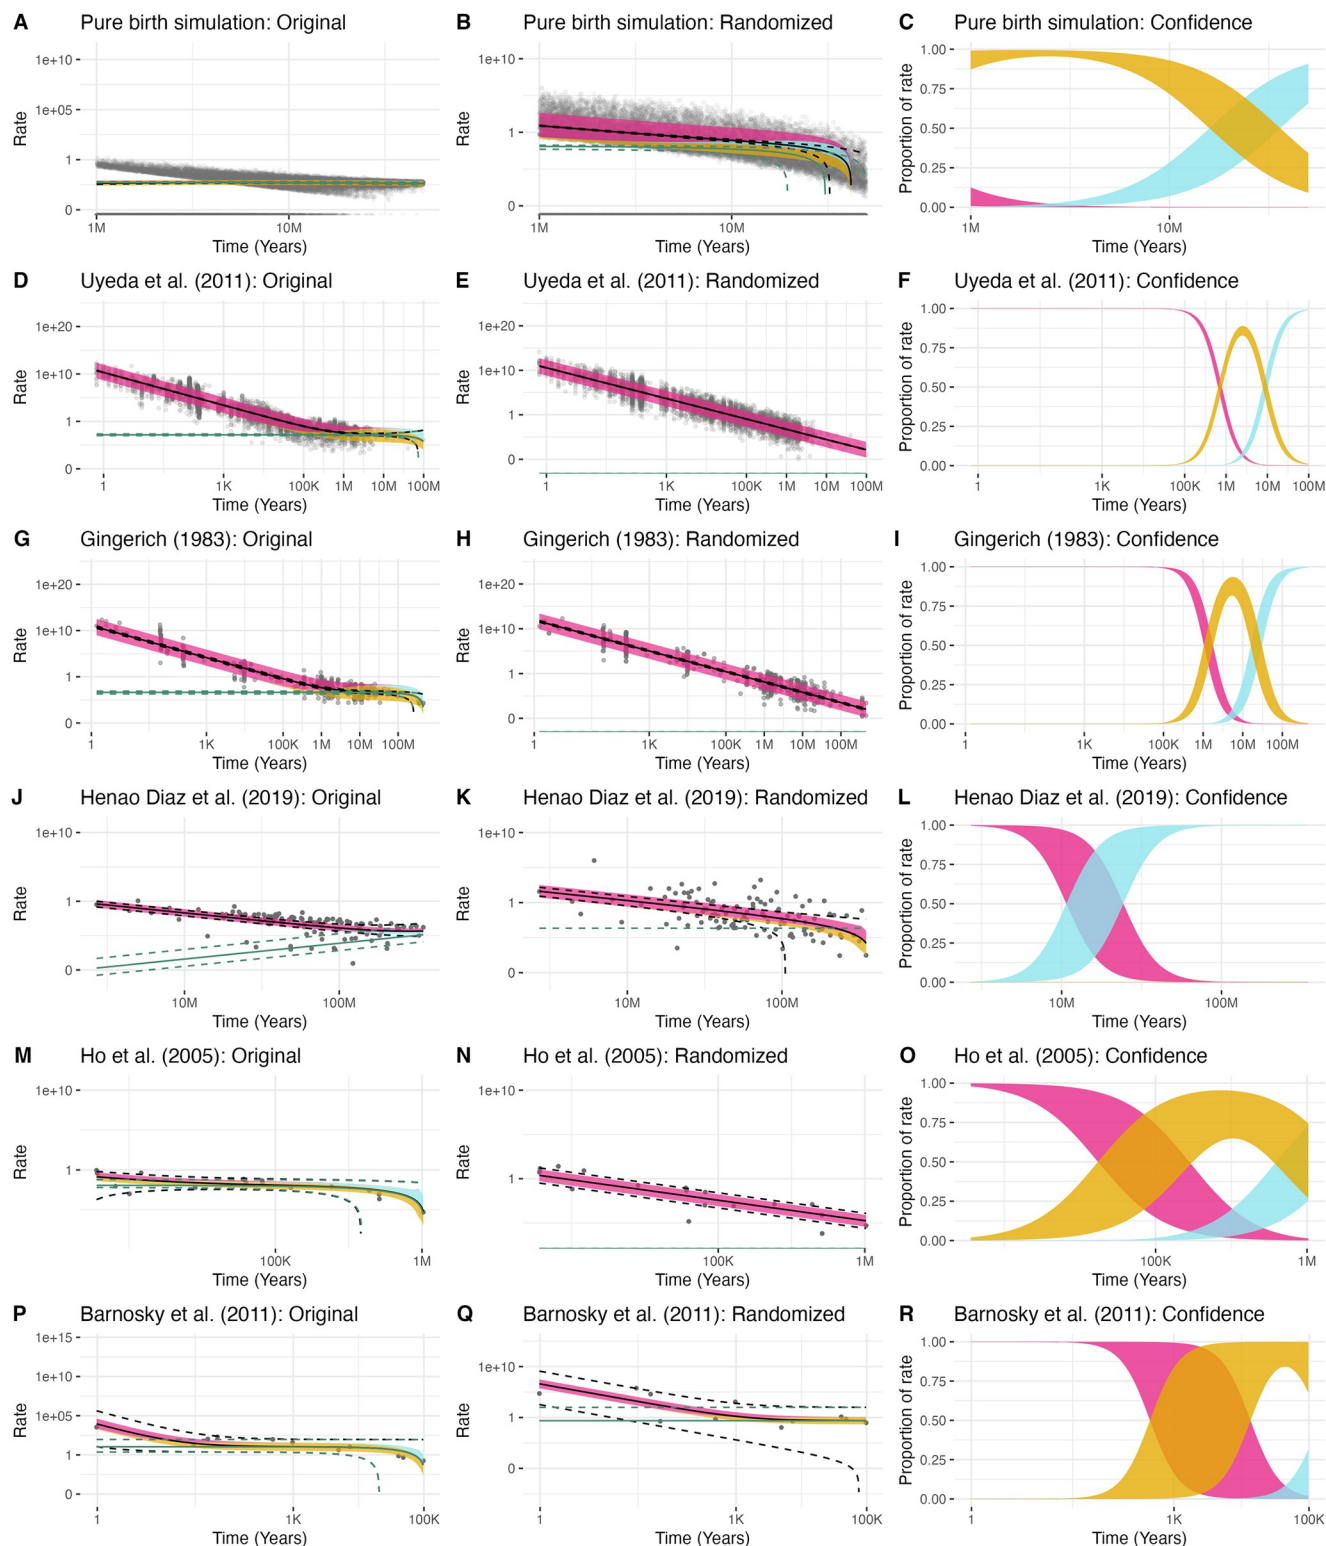 A Pure birth simulation: Original
1e+10
1e+05
1
0
Rate
1M 10M
Time (Years)
B Pure birth simulation: Randomized
1e+10
1
0
Rate
1M 10M
Time (Years)
C Pure birth simulation: Confidence
1.00
0.75
0.50
0.25
0.00
Proportion of rate
1M 10M
Time (Years)
D Uyeda et al. (2011): Original
1e+20
1e+10
1
0
Rate
1 1K 100K 1M 10M 100M
Time (Years)
E Uyeda et al. (2011): Randomized
1e+20
1e+10
1
0
Rate
1 1K 100K 1M 10M 100M
Time (Years)
F Uyeda et al. (2011): Confidence
1.00
0.75
0.50
0.25
0.00
Proportion of rate
1 1K 100K 1M 10M 100M
Time (Years)
G Gingerich (1983): Original
1e+20
1e+10
1
0
Rate
1 1K 100K 1M 10M 100M
Time (Years)
H Gingerich (1983): Randomized
1e+20
1e+10
1
0
Rate
1 1K 100K 1M 10M 100M
Time (Years)
I Gingerich (1983): Confidence
1.00
0.75
0.50
0.25
0.00
Proportion of rate
1 1K 100K 1M 10M 100M
Time (Years)
J Henao Diaz et al. (2019): Original
1e+10
1
0
Rate
10M 100M
Time (Years)
K Henao Diaz et al. (2019): Randomized
1e+10
1
0
Rate
10M 100M
Time (Years)
L Henao Diaz et al. (2019): Confidence
1.00
0.75
0.50
0.25
0.00
Proportion of rate
10M 100M
Time (Years)
M Ho et al. (2005): Original
1e+10
1
Rate
100K 1M
Time (Years)
N Ho et al. (2005): Randomized
1e+10
1
Rate
100K 1M
Time (Years)
O Ho et al. (2005): Confidence
1.00
0.75
0.50
0.25
0.00
Proportion of rate
100K 1M
Time (Years)
P Barnosky et al. (2011): Original
1e+15
1e+10
1e+05
1
0
Rate
1 1K 100K
Time (Years)
Q Barnosky et al. (2011): Randomized
1e+10
1
0
Rate
1 1K 100K
Time (Years)
R Barnosky et al. (2011): Confidence
1.00
0.75
0.50
0.25
0.00
Proportion of rate
1 1K 100K
Time (Years)